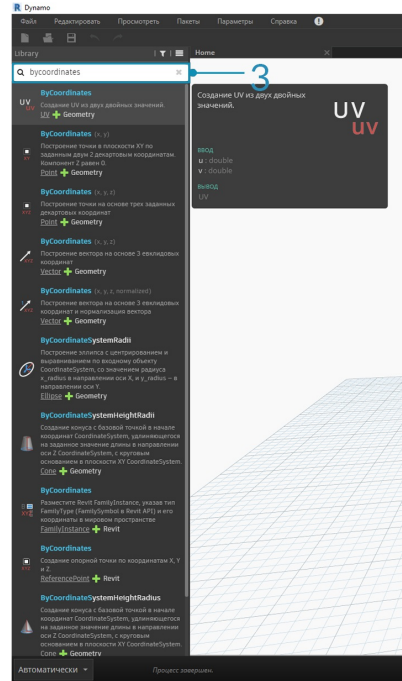 Dynamo
Файл Редактировать Просмотреть Пакеты Параметры Справка !
Library
Home
bycoordinates
3
ByCoordinates
Создание UV из двух двойных
значений.
UV + Geometry
ByCoordinates (x, y)
Построение точки в плоскости XY по
заданным двум 2 декартовым координатам.
Компонент Z равен 0.
Point + Geometry
ByCoordinates (x, y, z)
Построение точки на основе трех заданных
декартовых координат
Point + Geometry
ByCoordinates (x, y, z)
Построение вектора на основе 3 евклидовых
координат
Vector + Geometry
ByCoordinates (x, y, z, normalized)
Построение вектора на основе 3 евклидовых
координат и нормализация вектора
Vector + Geometry
ByCoordinateSystemRadii
Построение эллипса с центрированием и
выравниванием по входному объекту
CoordinateSystem, со значением радиуса
x_radius в направлении оси X, и y_radius – в
направлении оси Y.
Ellipse + Geometry
ByCoordinateSystemHeightRadii
Создание конуса с базовой точкой в начале
координат CoordinateSystem, удлиняющегося
на заданное значение длины в направлении
оси Z CoordinateSystem, с круговым
основанием в плоскости XY CoordinateSystem.
Cone + Geometry
ByCoordinates
Разместите Revit FamilyInstance, указав тип
FamilyType (FamilySymbol в Revit API) и его
координаты в мировом пространстве
FamilyInstance + Revit
ByCoordinates
Создание опорной точки по координатам X, Y
и Z.
ReferencePoint + Revit
ByCoordinateSystemHeightRadius
Создание конуса с базовой точкой в начале
координат CoordinateSystem, удлиняющегося
на заданное значение длины в направлении
оси Z CoordinateSystem, с круговым
основанием в плоскости XY CoordinateSystem.
Cone + Geometry
Создание UV из двух двойных
значений.
UV
uv
ВВОД
u : double
v : double
ВЫВОД
UV
Автоматически
Процесс завершен.